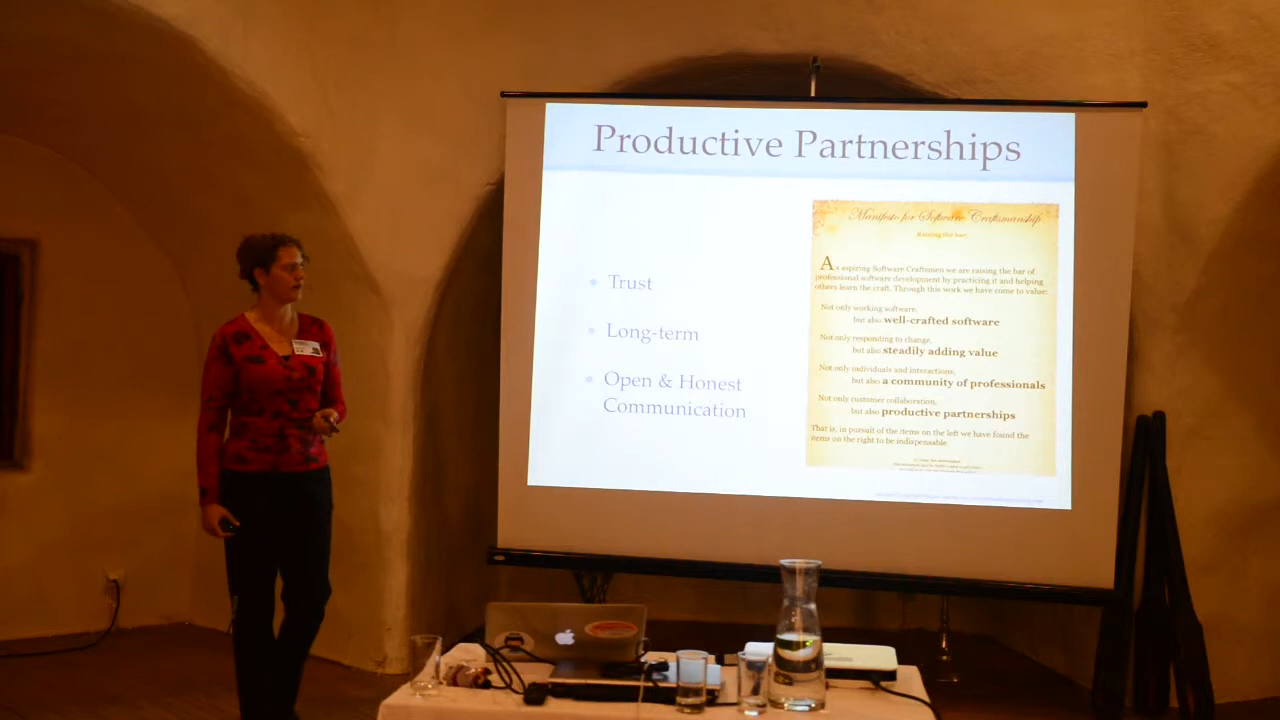 Productive Partnerships
Trust
Long-term
Open & Honest
Communication
Manifesto for Software Craftsmanship
Raising the bar.
As aspiring Software Craftsmen we are raising the bar of
professional software development by practicing it and helping
others learn the craft. Through this work we have come to value:
Not only working software,
but also well-crafted software
Not only responding to change,
but also steadily adding value
Not only individuals and interactions,
but also a community of professionals
Not only customer collaboration,
but also productive partnerships
That is, in pursuit of the items on the left we have found the
items on the right to be indispensable.